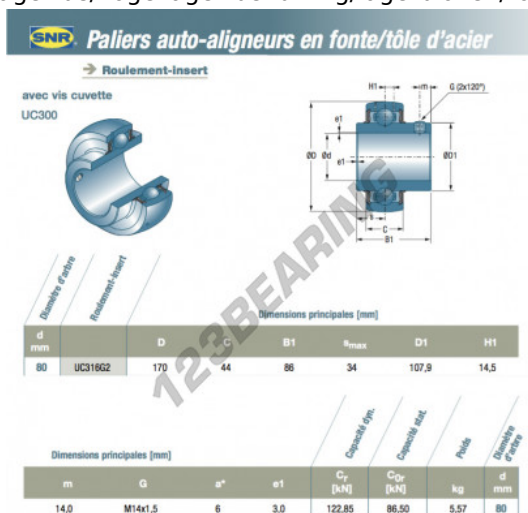 SNR Paliers auto-aligneurs en fonte/tôle d'acier
Roulement-insert
avec vis cuvette
UC300
H1 m G (2x120°)
e1
ØD Ød ØD1
e1
s
C
B1
123BEARING
Diamètre d'arbre Roulement-insert
Dimensions principales [mm]
d mm D C B1 smax D1 H1
80 UC316G2 170 44 86 34 107,9 14,5
Capacité dyn. Capacité stat. Poids Diamètre d'arbre
Dimensions principales [mm]
m G a* e1 Cr [kN] C0r [kN] kg d mm
14,0 M14x1,5 6 3,0 122,85 86,50 5,57 80